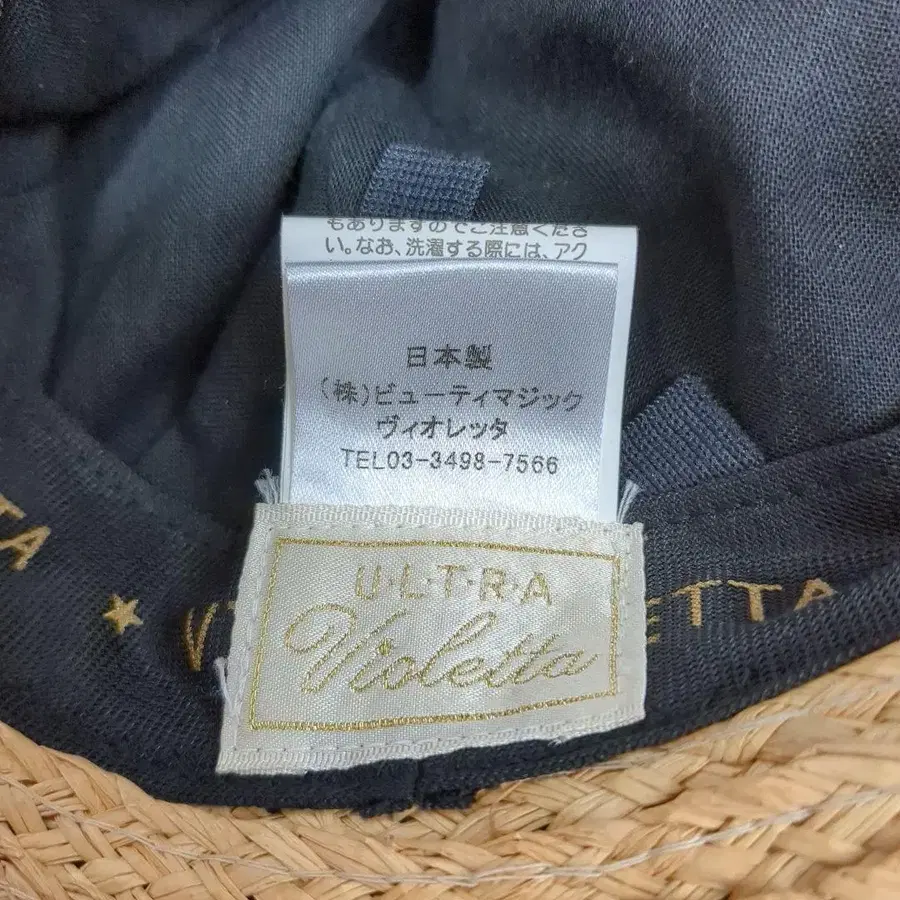 もありますのでご注意くださ
い。なお、洗濯する際には、アク
日本製
(株)ビューティマジック
ヴィオレッタ
TEL03-3498-7566
U·L·T·R·A
Violetta
TA
★ VI
ETTA